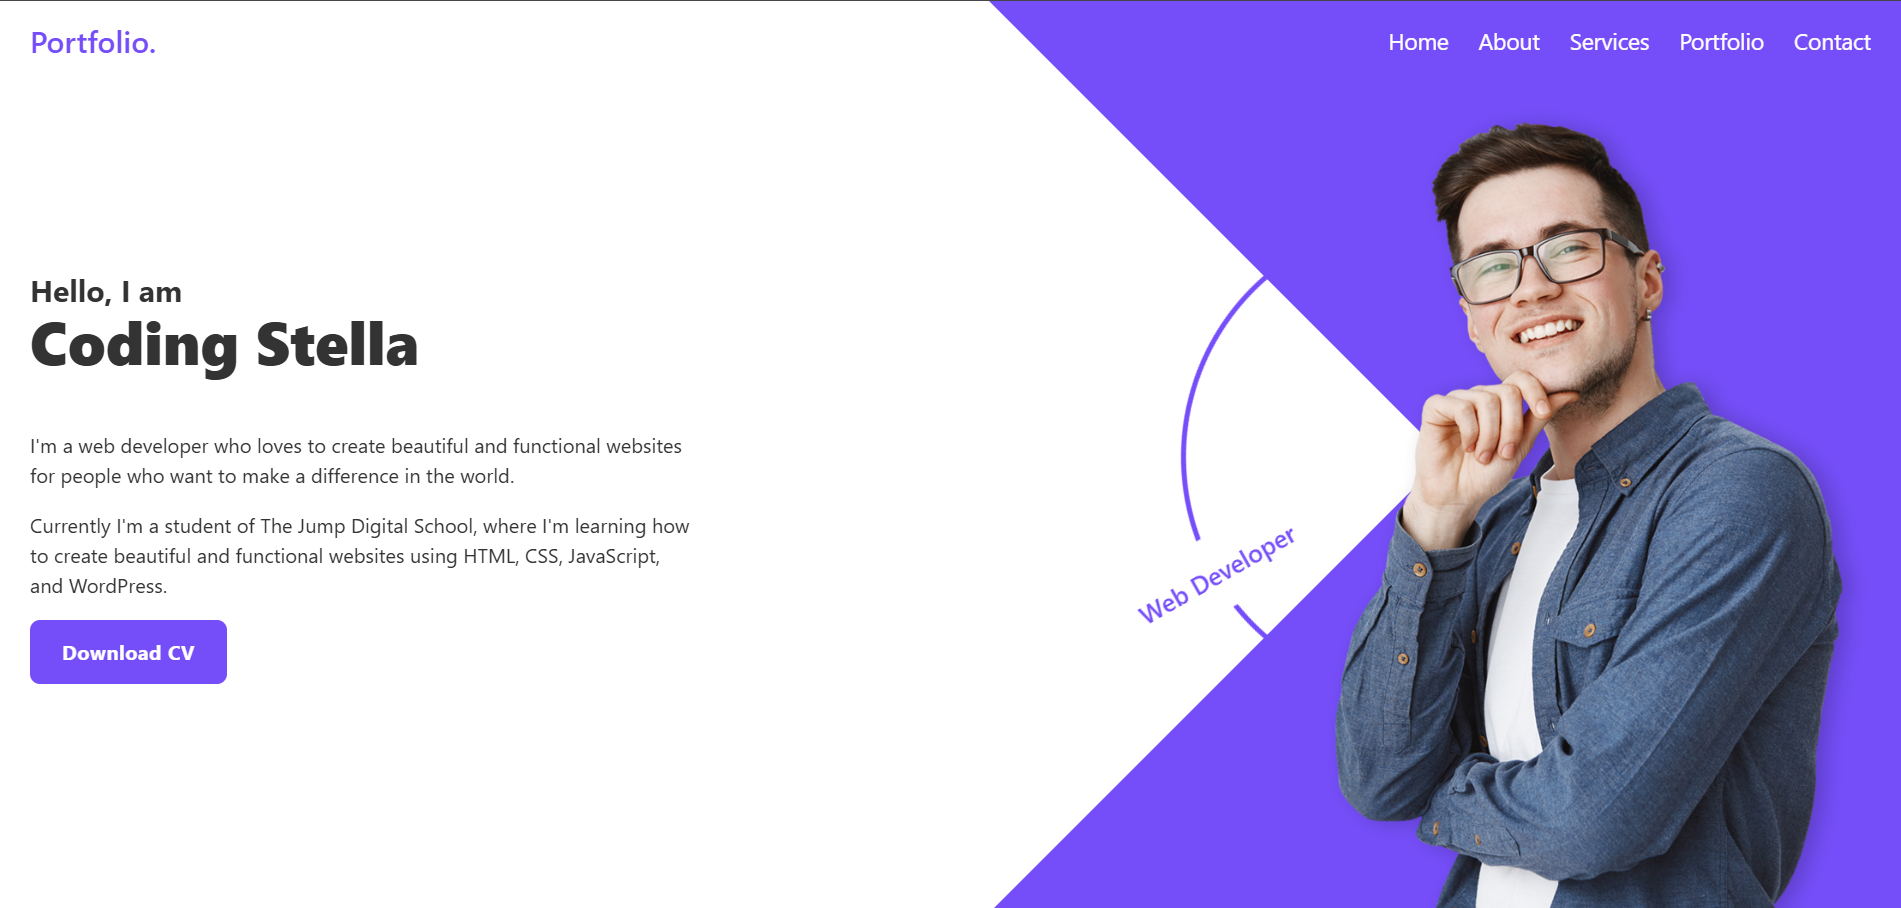 Portfolio.
Home About Services Portfolio Contact
Hello, I am
Coding Stella
I'm a web developer who loves to create beautiful and functional websites
for people who want to make a difference in the world.
Currently I'm a student of The Jump Digital School, where I'm learning how
to create beautiful and functional websites using HTML, CSS, JavaScript,
and WordPress.
Download CV
Web Developer